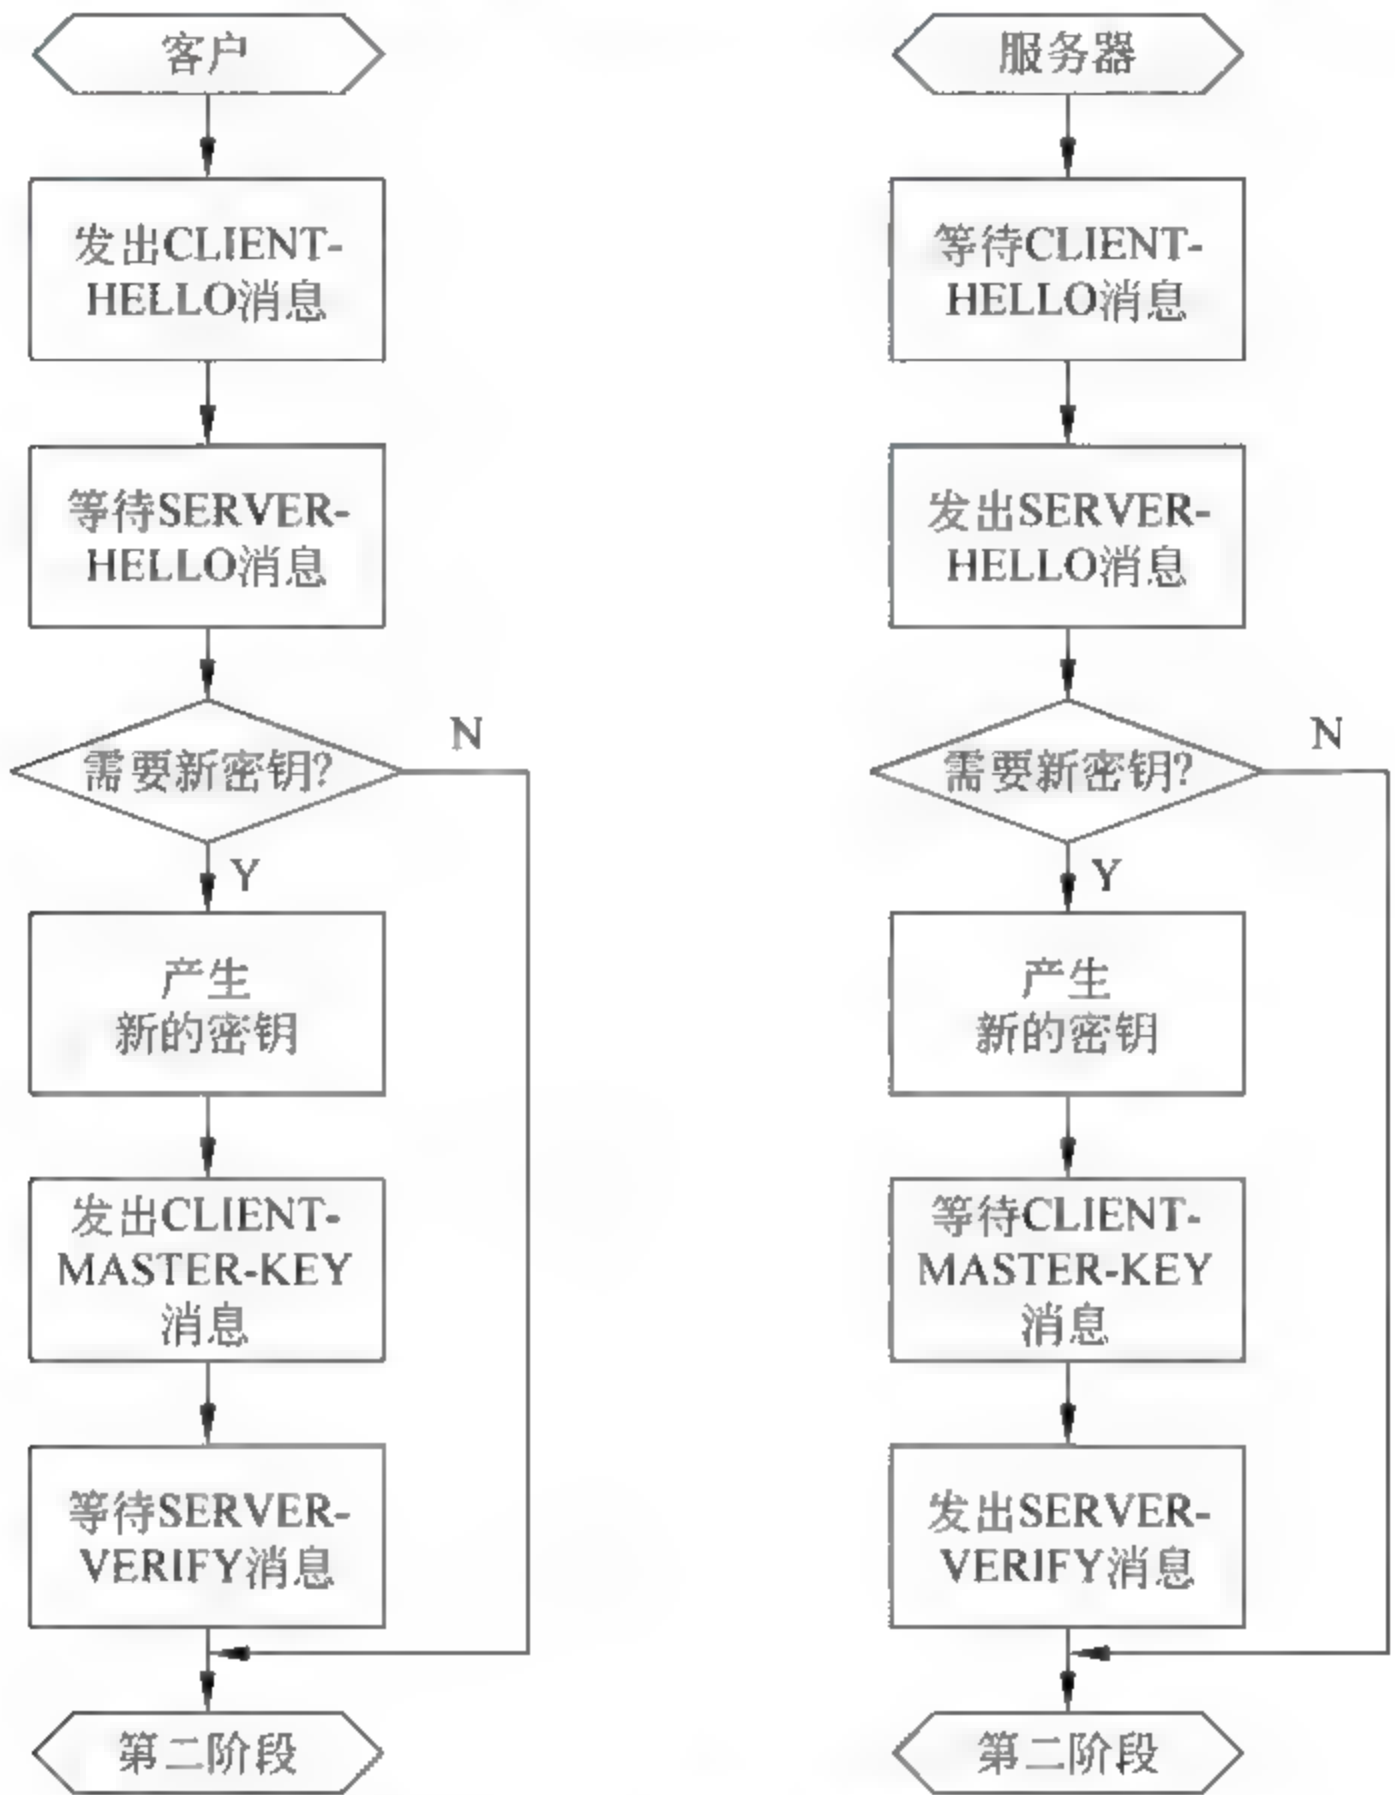 客户
发出CLIENT-
HELLO消息
等待SERVER-
HELLO消息
需要新密钥?
N
Y
产生
新的密钥
发出CLIENT-
MASTER-KEY
消息
等待SERVER-
VERIFY消息
第二阶段
服务器
等待CLIENT-
HELLO消息
发出SERVER-
HELLO消息
需要新密钥?
N
Y
产生
新的密钥
等待CLIENT-
MASTER-KEY
消息
发出SERVER-
VERIFY消息
第二阶段